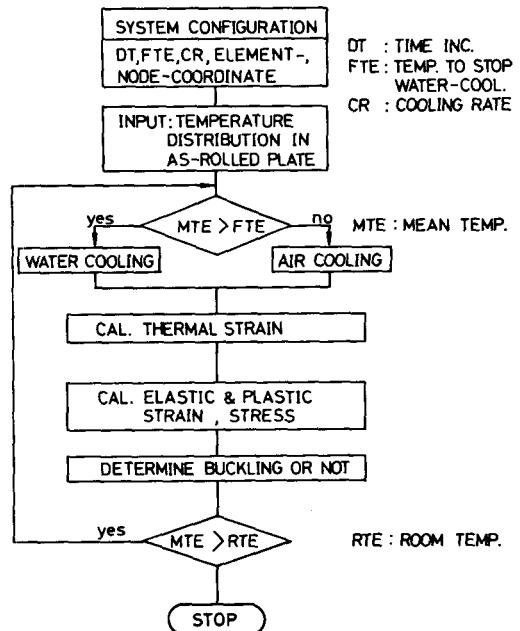 SYSTEM CONFIGURATION
DT, FTE, CR, ELEMENT-,
NODE-COORDINATE
DT : TIME INC.
FTE : TEMP. TO STOP
WATER-COOL.
CR : COOLING RATE
INPUT: TEMPERATURE
DISTRIBUTION IN
AS-ROLLED PLATE
yes
MTE > FTE
no
MTE : MEAN TEMP.
WATER COOLING
AIR COOLING
CAL. THERMAL STRAIN
CAL. ELASTIC & PLASTIC
STRAIN , STRESS
DETERMINE BUCKLING OR NOT
yes
MTE > RTE
RTE : ROOM TEMP.
STOP